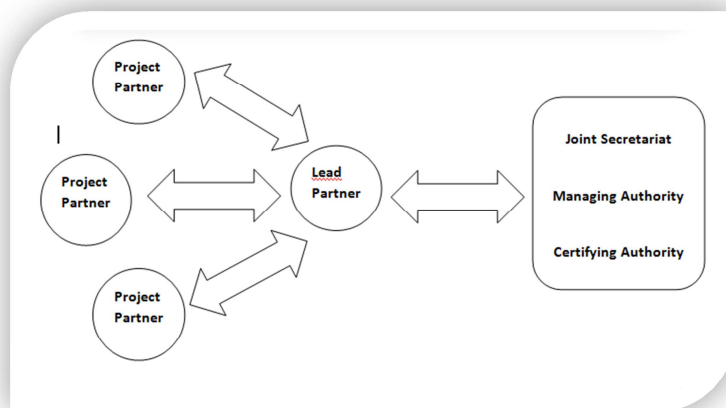 Project
Partner
Project
Partner
Project
Partner
Lead
Partner
Joint Secretariat
Managing Authority
Certifying Authority